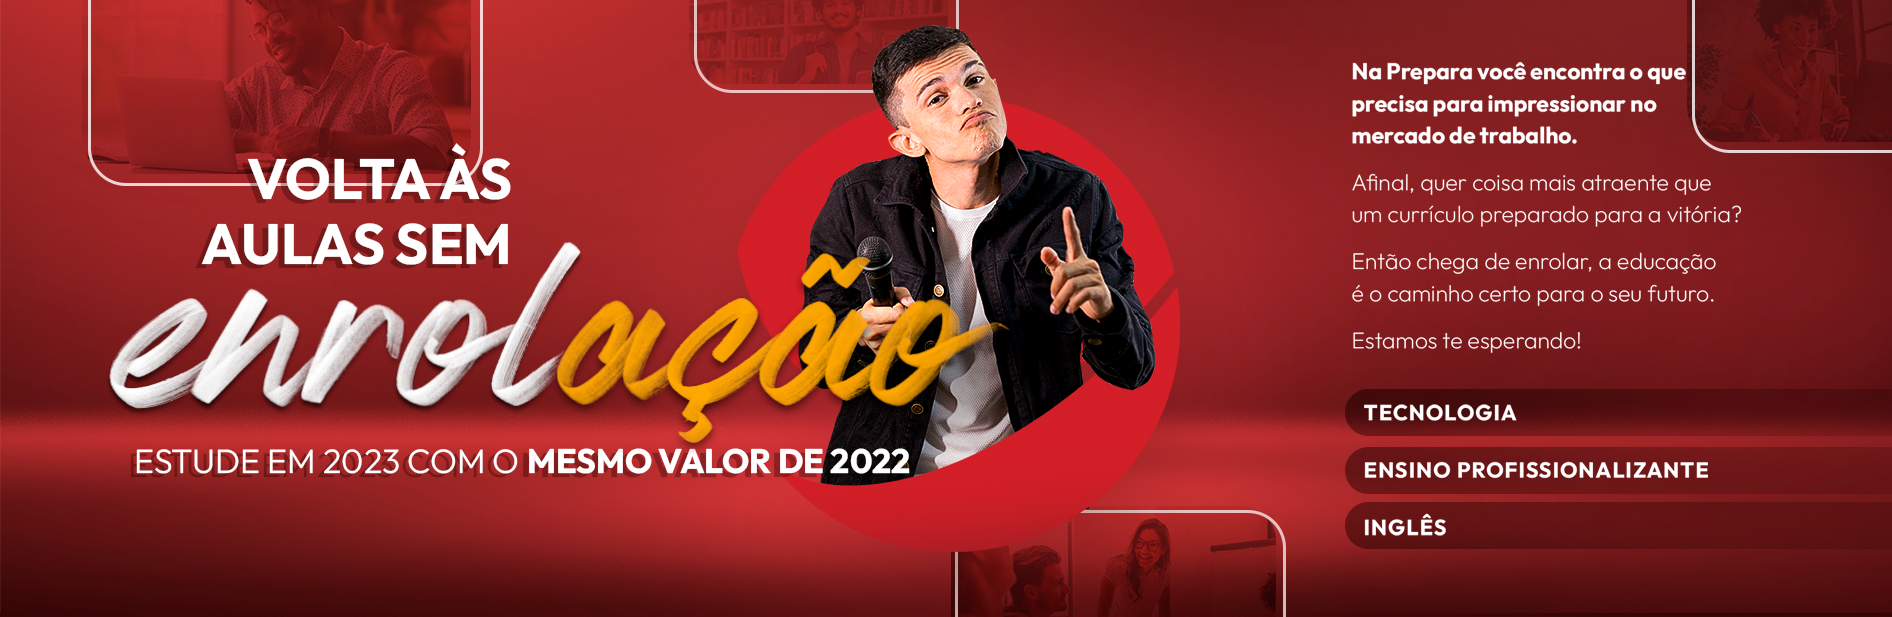 VOLTA ÀS
AULAS SEM
enrolação
ESTUDE EM 2023 COM O MESMO VALOR DE 2022
Na Prepara você encontra o que
precisa para impressionar no
mercado de trabalho.
Afinal, quer coisa mais atraente que
um currículo preparado para a vitória?
Então chega de enrolar, a educação
é o caminho certo para o seu futuro.
Estamos te esperando!
TECNOLOGIA
ENSINO PROFISSIONALIZANTE
INGLÊS